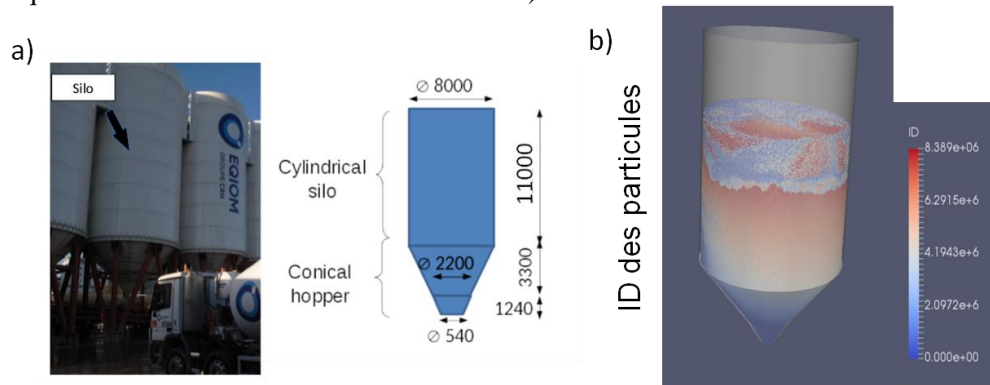 a)
Silo
EQIOM
GROUPE CRH
⌀ 8000
Cylindrical
silo
11000
Conical
hopper
⌀ 2200
3300
1240
⌀ 540
b)
ID des particules
ID
8.389e+06
6.2915e+6
4.1943e+6
2.0972e+6
0.000e+00